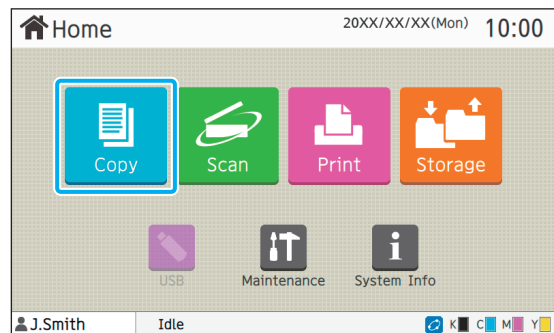 Home
20XX/XX/XX(Mon) 10:00
Copy Scan Print Storage
USB Maintenance System Info
J.Smith Idle K C M Y